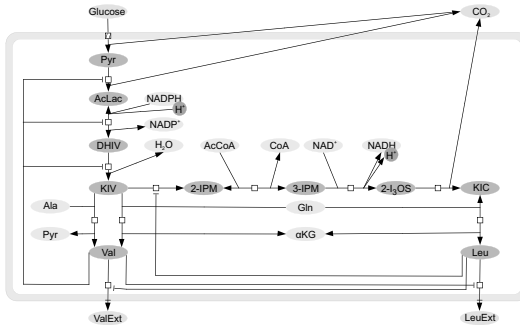 Glucose
CO₂
Pyr
AcLac
NADPH
H⁺
NADP⁺
DHIV
H₂O
AcCoA
CoA
NAD⁺
NADH
H⁺
KIV
2-IPM
3-IPM
2-I₃OS
KIC
Ala
Gln
Pyr
αKG
Val
Leu
ValExt
LeuExt